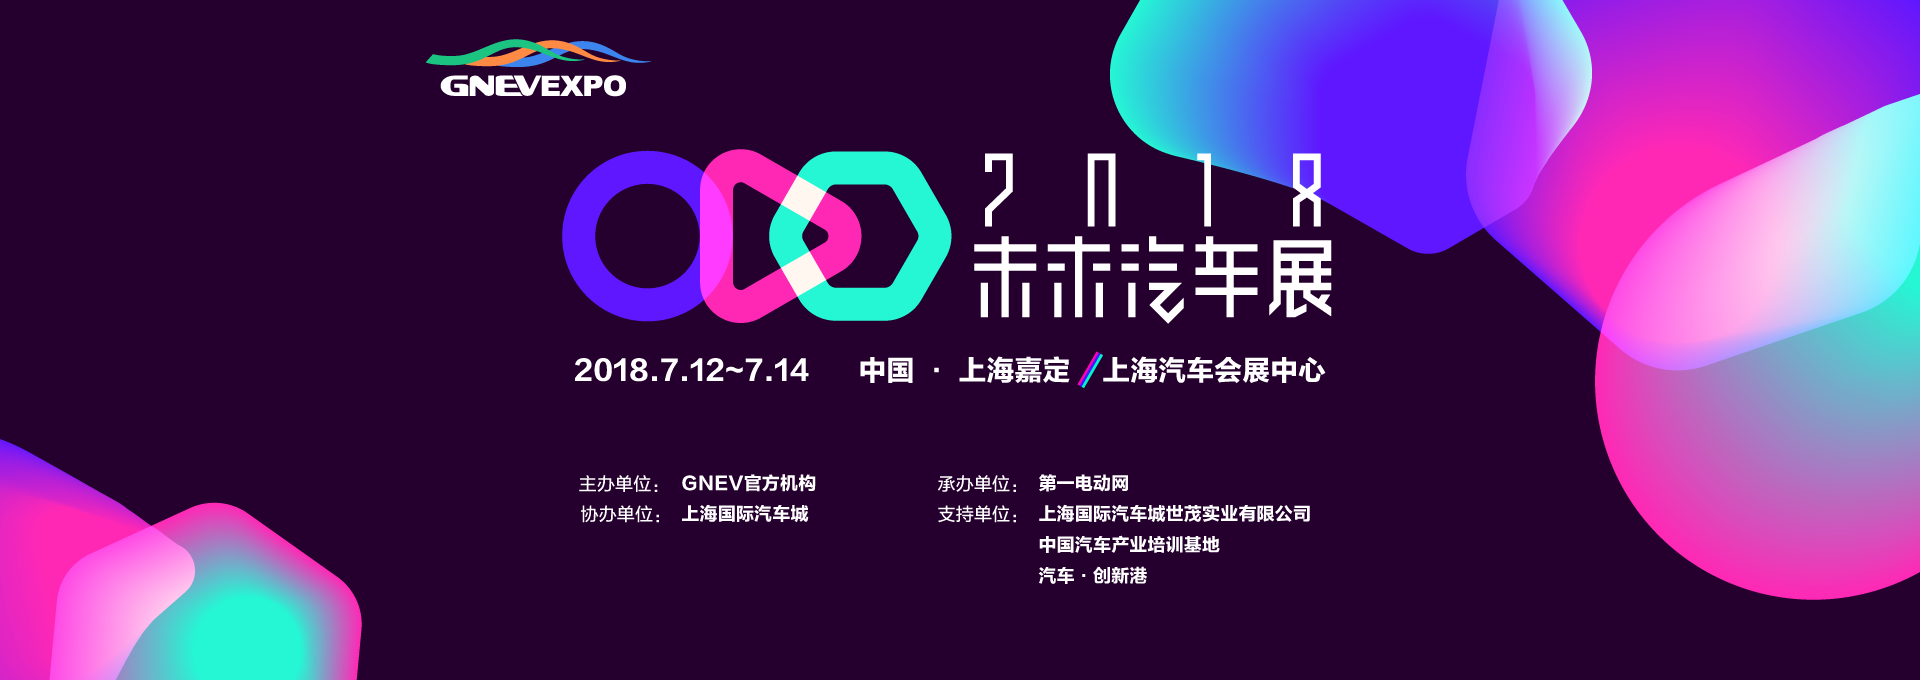 GNEVEXPO
2018
未来汽车展
2018.7.12~7.14 中国 · 上海嘉定 // 上海汽车会展中心
主办单位： GNEV官方机构 承办单位： 第一电动网
协办单位： 上海国际汽车城 支持单位： 上海国际汽车城世茂实业有限公司
中国汽车产业培训基地
汽车 · 创新港